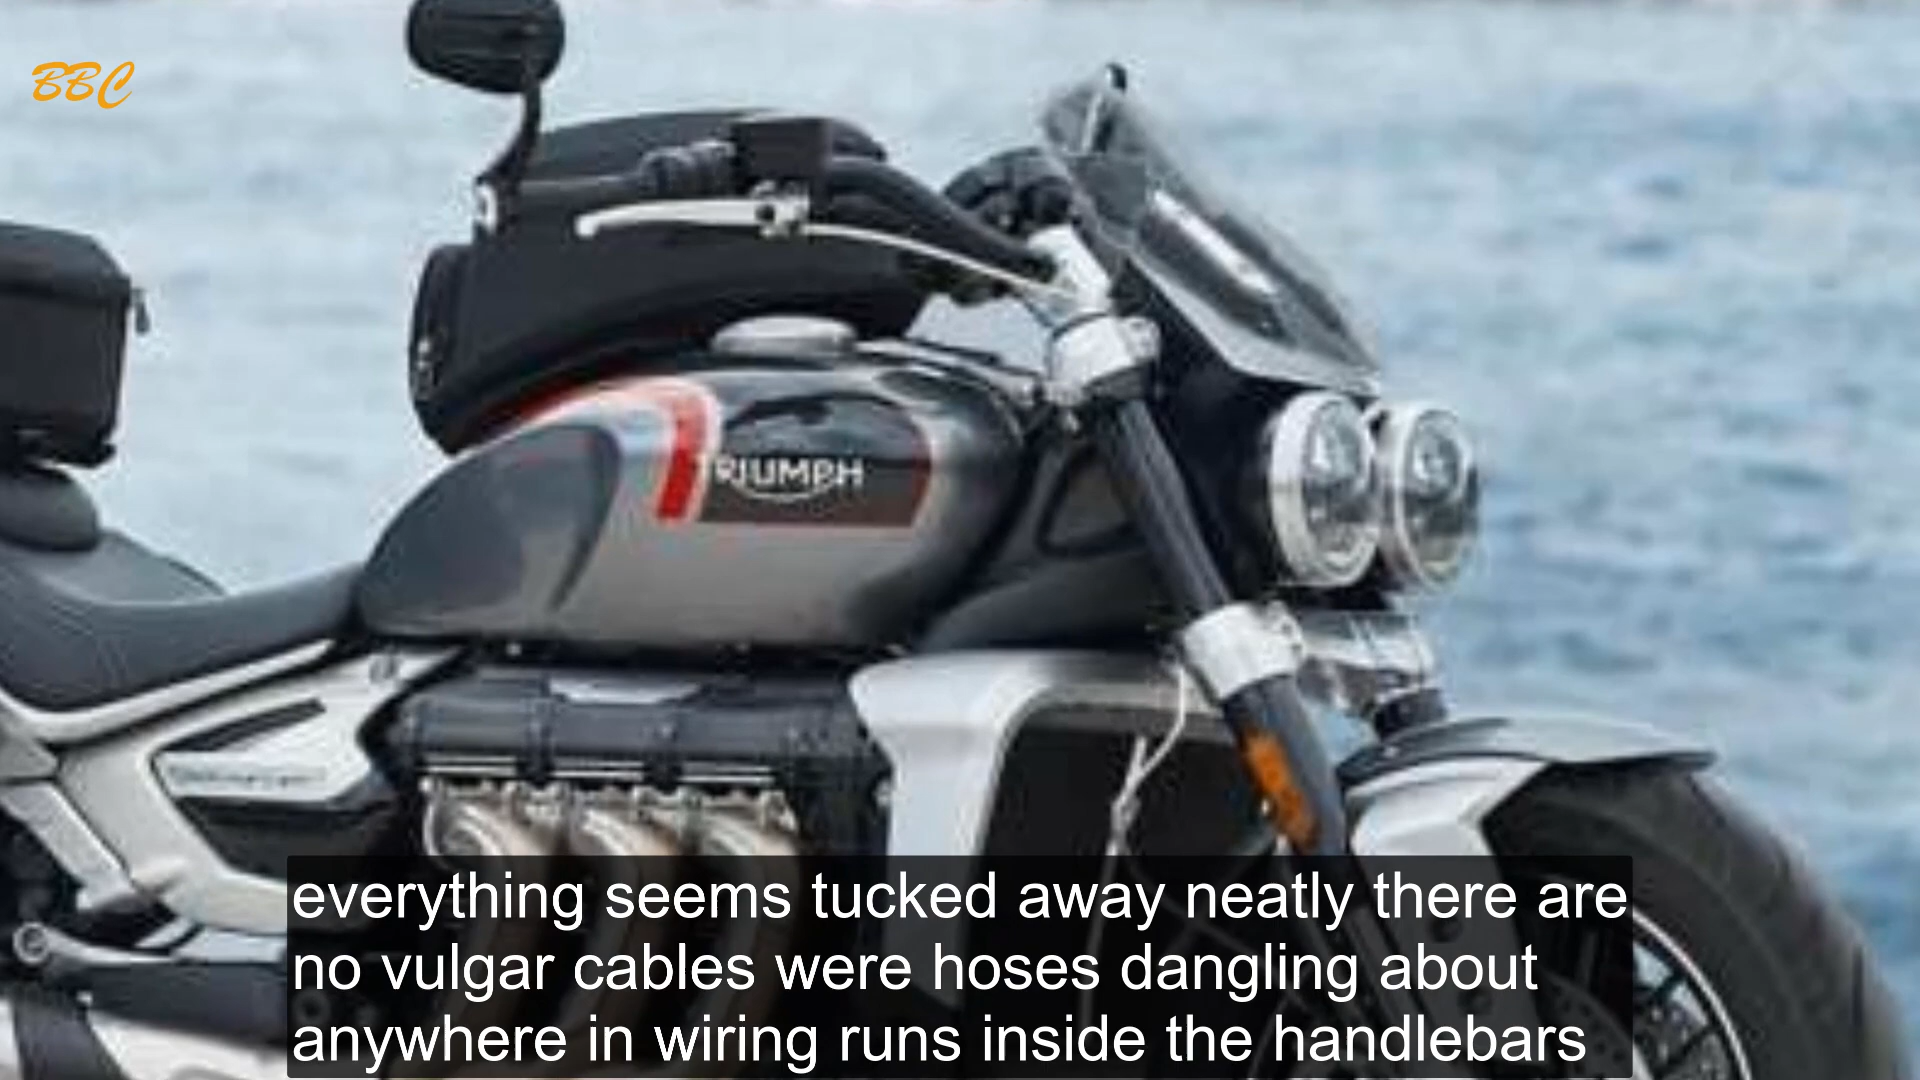 BBC
TRIUMPH
everything seems tucked away neatly there are
no vulgar cables were hoses dangling about
anywhere in wiring runs inside the handlebars